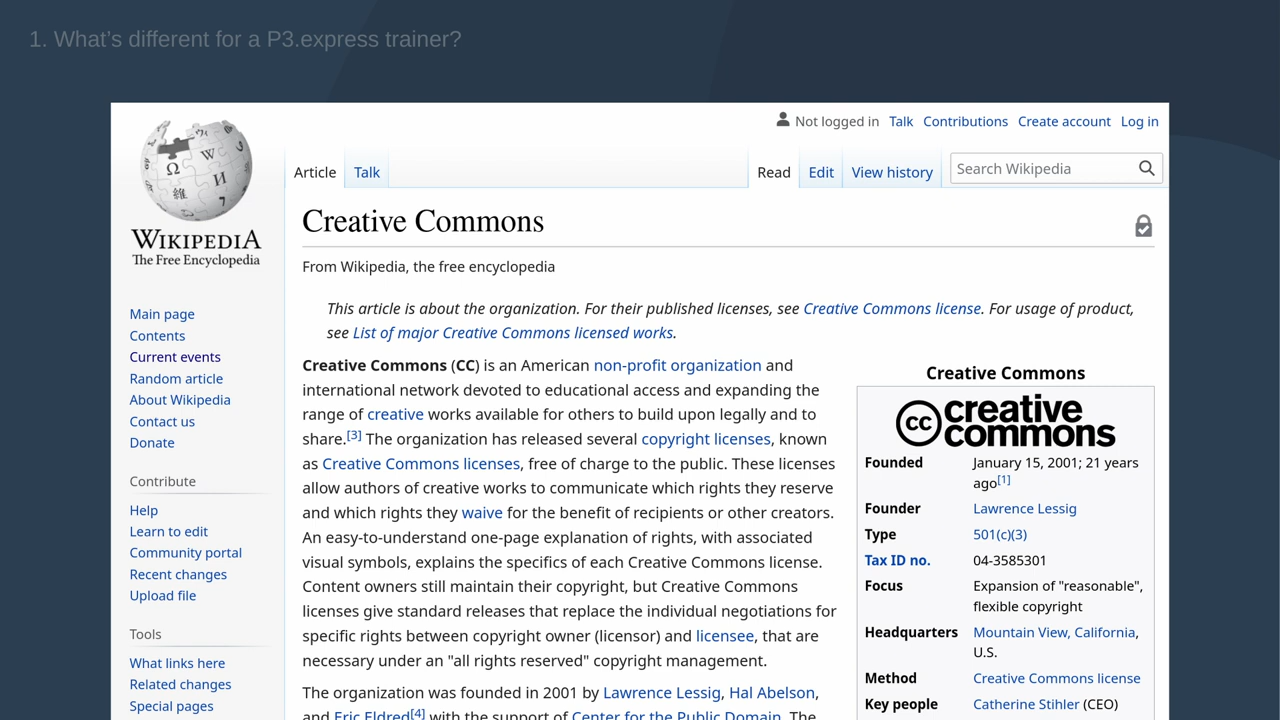 1. What's different for a P3.express trainer?
Not logged in Talk Contributions Create account Log in
Article Talk Read Edit View history Search Wikipedia
WIKIPEDIA
The Free Encyclopedia
Main page
Contents
Current events
Random article
About Wikipedia
Contact us
Donate
Contribute
Help
Learn to edit
Community portal
Recent changes
Upload file
Tools
What links here
Related changes
Special pages
Creative Commons
From Wikipedia, the free encyclopedia
This article is about the organization. For their published licenses, see Creative Commons license. For usage of product,
see List of major Creative Commons licensed works.
Creative Commons (CC) is an American non-profit organization and
international network devoted to educational access and expanding the
range of creative works available for others to build upon legally and to
share.[3] The organization has released several copyright licenses, known
as Creative Commons licenses, free of charge to the public. These licenses
allow authors of creative works to communicate which rights they reserve
and which rights they waive for the benefit of recipients or other creators.
An easy-to-understand one-page explanation of rights, with associated
visual symbols, explains the specifics of each Creative Commons license.
Content owners still maintain their copyright, but Creative Commons
licenses give standard releases that replace the individual negotiations for
specific rights between copyright owner (licensor) and licensee, that are
necessary under an "all rights reserved" copyright management.
The organization was founded in 2001 by Lawrence Lessig, Hal Abelson,
and Eric Eldred[4] with the support of Center for the Public Domain. The
Creative Commons
cc creative
commons
Founded January 15, 2001; 21 years
ago[1]
Founder Lawrence Lessig
Type 501(c)(3)
Tax ID no. 04-3585301
Focus Expansion of "reasonable",
flexible copyright
Headquarters Mountain View, California,
U.S.
Method Creative Commons license
Key people Catherine Stihler (CEO)